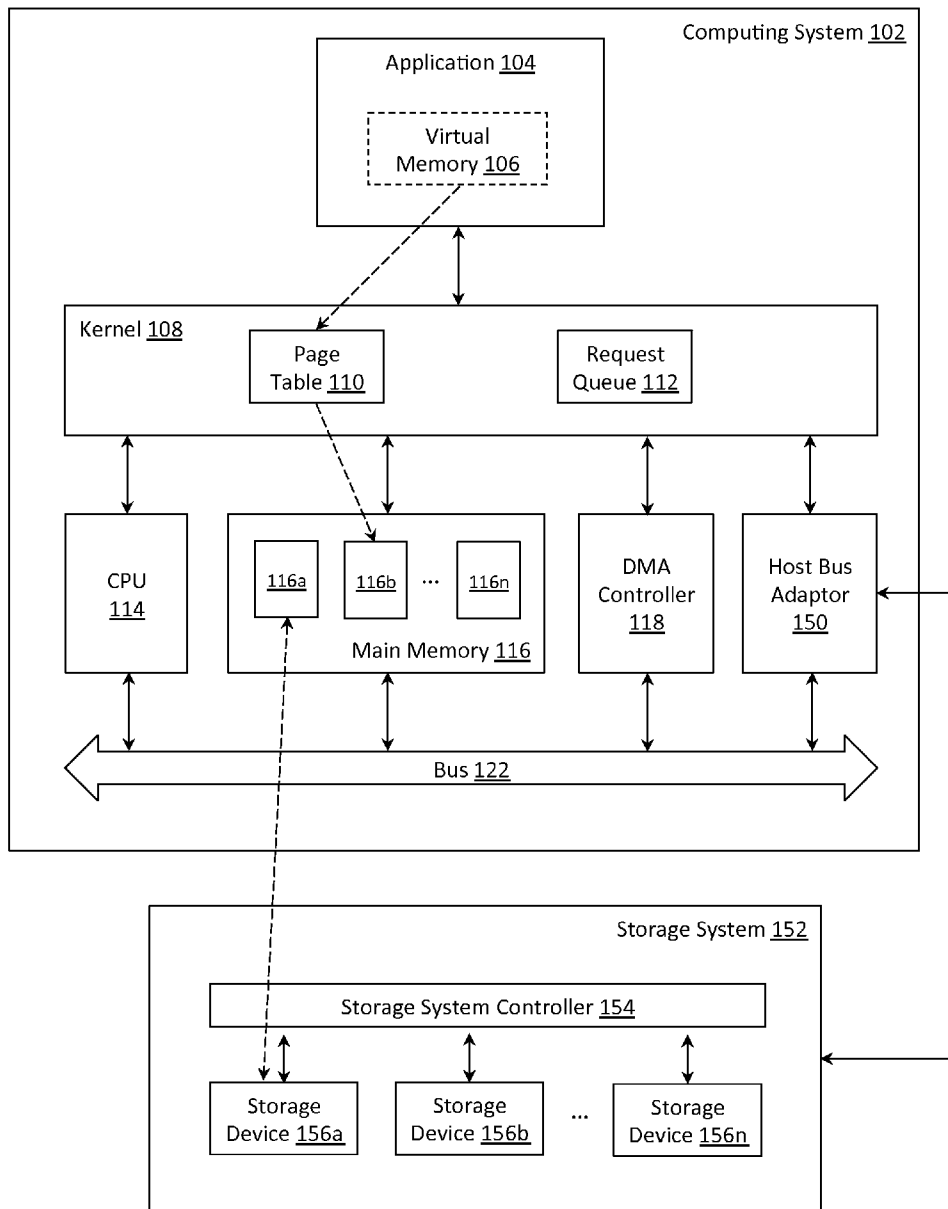 Computing System 102
Application 104
Virtual
Memory 106
Kernel 108
Page
Table 110
Request
Queue 112
CPU
114
116a
116b
...
116n
Main Memory 116
DMA
Controller
118
Host Bus
Adaptor
150
Bus 122
Storage System 152
Storage System Controller 154
Storage
Device 156a
Storage
Device 156b
...
Storage
Device 156n